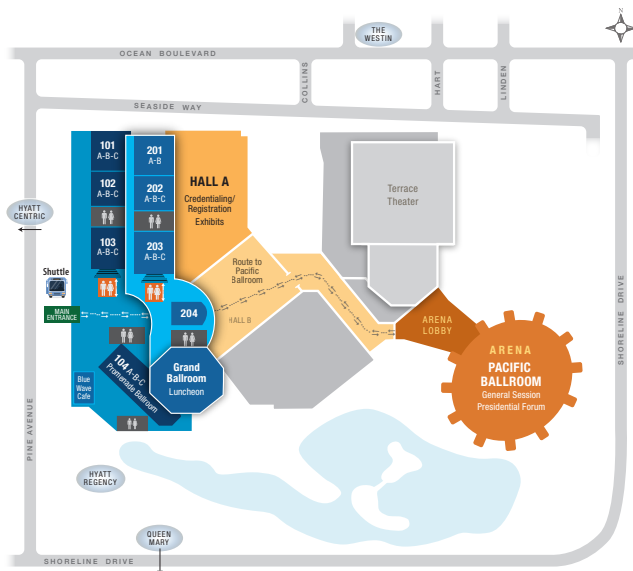 N
THE
WESTIN
OCEAN BOULEVARD
COLLINS
HART
LINDEN
SEASIDE WAY
101
A-B-C
201
A-B
102
A-B-C
202
A-B-C
HALL A
Credentialing/
Registration
Exhibits
Terrace
Theater
HYATT
CENTRIC
103
A-B-C
203
A-B-C
Route to
Pacific
Ballroom
Shuttle
MAIN
ENTRANCE
204
HALL B
ARENA
LOBBY
SHORELINE DRIVE
ARENA
PACIFIC
BALLROOM
General Session
Presidential Forum
104 A-B-C
Promenade Ballroom
Grand
Ballroom
Luncheon
Blue
Wave
Cafe
PINE AVENUE
HYATT
REGENCY
QUEEN
MARY
SHORELINE DRIVE